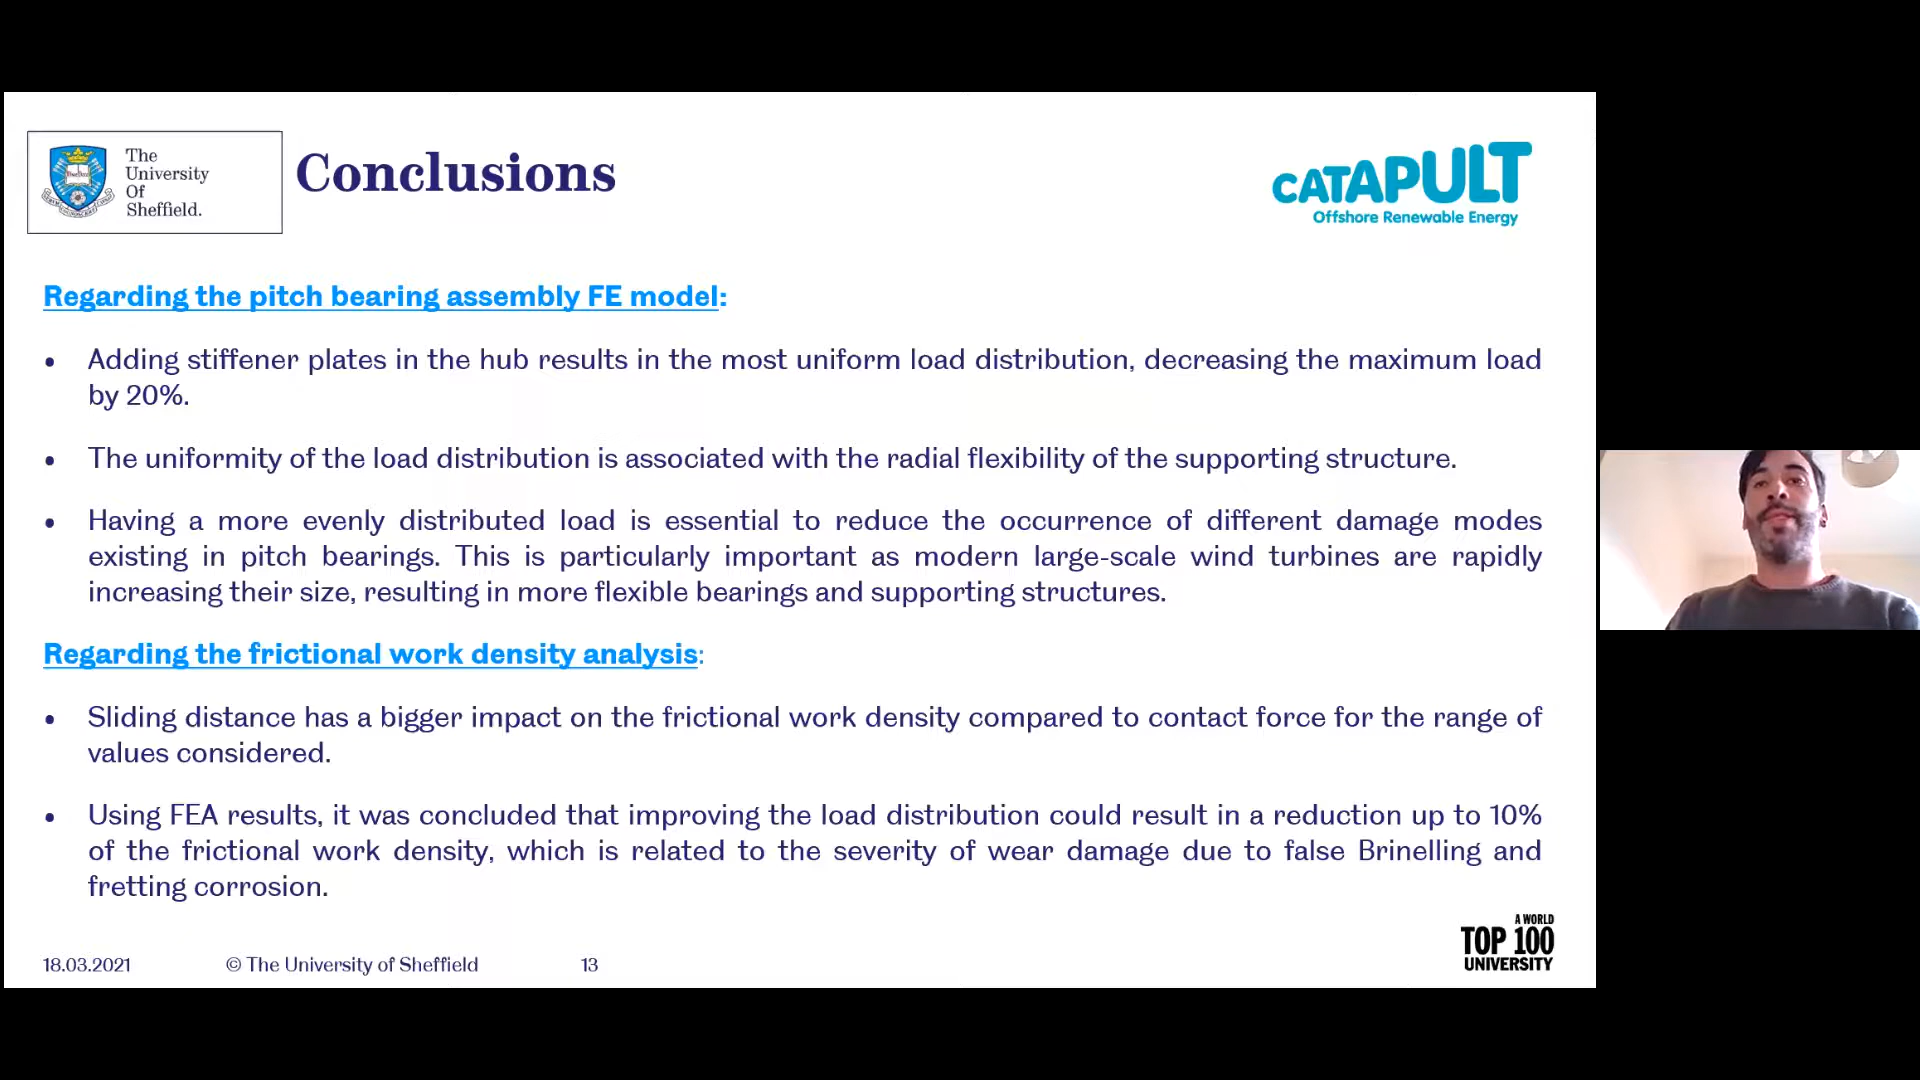 The
University
Of
Sheffield.
Conclusions
CATAPULT
Offshore Renewable Energy
Regarding the pitch bearing assembly FE model:
• Adding stiffener plates in the hub results in the most uniform load distribution, decreasing the maximum load
by 20%.
• The uniformity of the load distribution is associated with the radial flexibility of the supporting structure.
• Having a more evenly distributed load is essential to reduce the occurrence of different damage modes
existing in pitch bearings. This is particularly important as modern large-scale wind turbines are rapidly
increasing their size, resulting in more flexible bearings and supporting structures.
Regarding the frictional work density analysis:
• Sliding distance has a bigger impact on the frictional work density compared to contact force for the range of
values considered.
• Using FEA results, it was concluded that improving the load distribution could result in a reduction up to 10%
of the frictional work density, which is related to the severity of wear damage due to false Brinelling and
fretting corrosion.
A WORLD
TOP 100
UNIVERSITY
18.03.2021 © The University of Sheffield 13